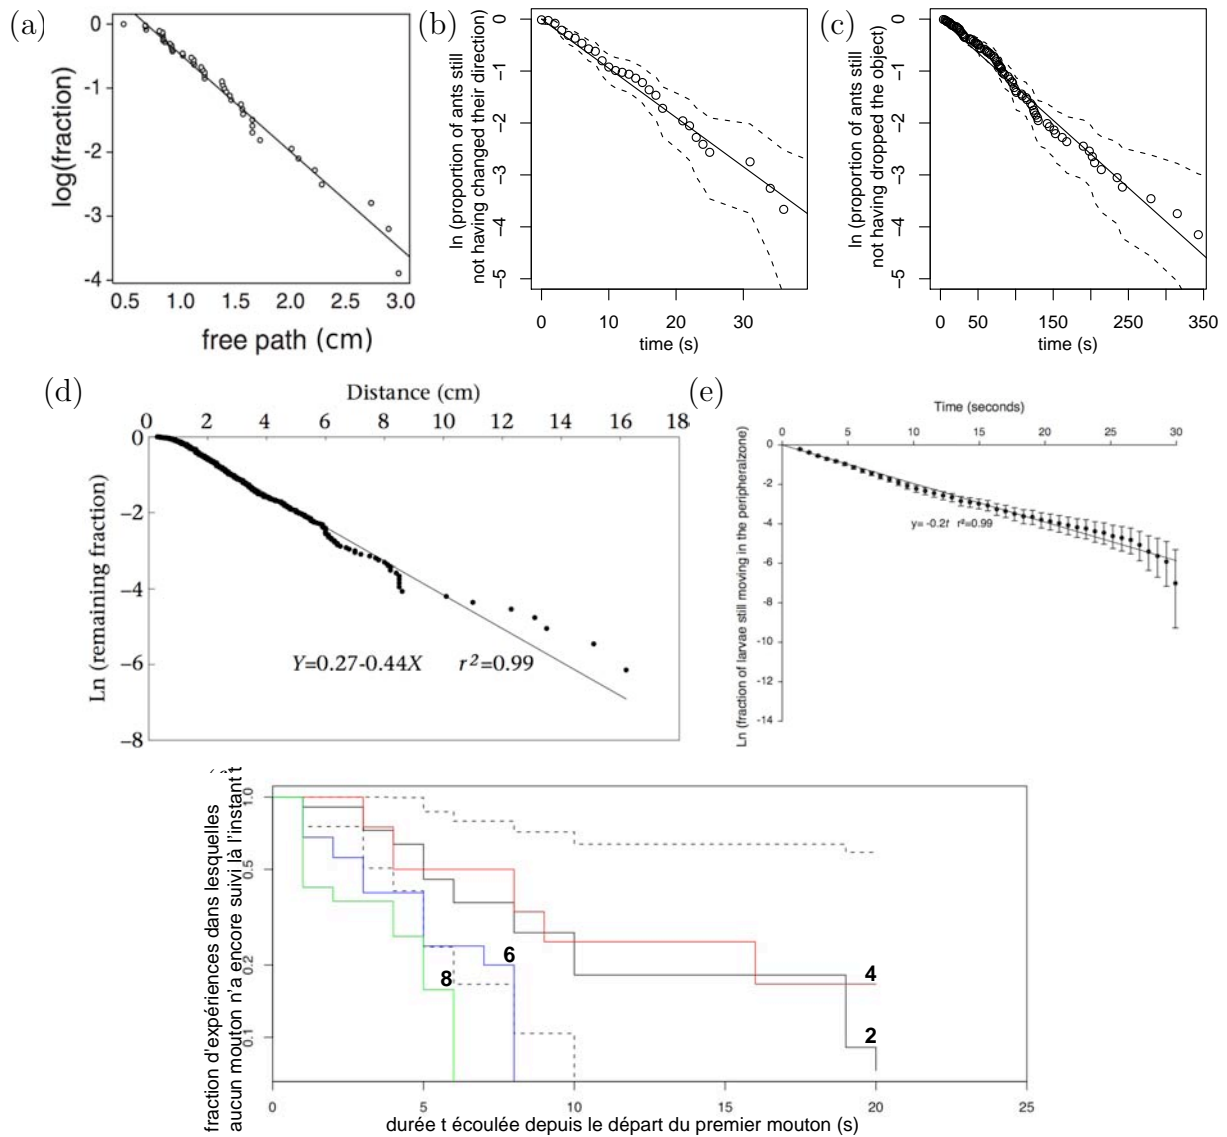 (a)
log(fraction)
0
-1
-2
-3
-4
0.5 1.0 1.5 2.0 2.5 3.0
free path (cm)
(b)
ln (proportion of ants still
not having changed their direction)
0
-1
-2
-3
-4
-5
0 10 20 30
time (s)
(c)
ln (proportion of ants still
not having dropped the object)
0
-1
-2
-3
-4
-5
0 50 150 250 350
time (s)
(d)
Distance (cm)
0 2 4 6 8 10 12 14 16 18
Ln (remaining fraction)
0
-2
-4
-6
-8
Y=0.27-0.44X r²=0.99
(e)
Time (seconds)
0 5 10 15 20 25 30
Ln (fraction of larvae still moving in the peripheralzone)
0
-2
-4
-6
-8
-10
-12
-14
y= -0.2t r²=0.99
fraction d'expériences dans lesquelles
aucun mouton n'a encore suivi là l'instant t
1.0
0.5
0.2
0.1
8
6
4
2
0 5 10 15 20 25
durée t écoulée depuis le départ du premier mouton (s)